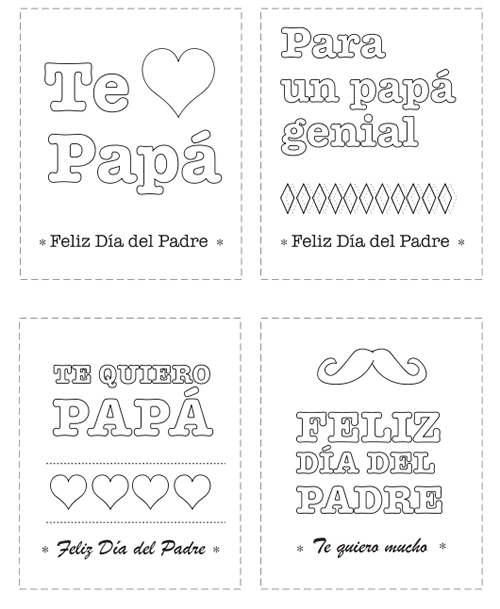 Te
Papá
* Feliz Día del Padre *
Para
un papá
genial
* Feliz Día del Padre *
TE QUIERO
PAPÁ
* Feliz Día del Padre *
FELIZ
DÍA DEL
PADRE
* Te quiero mucho *